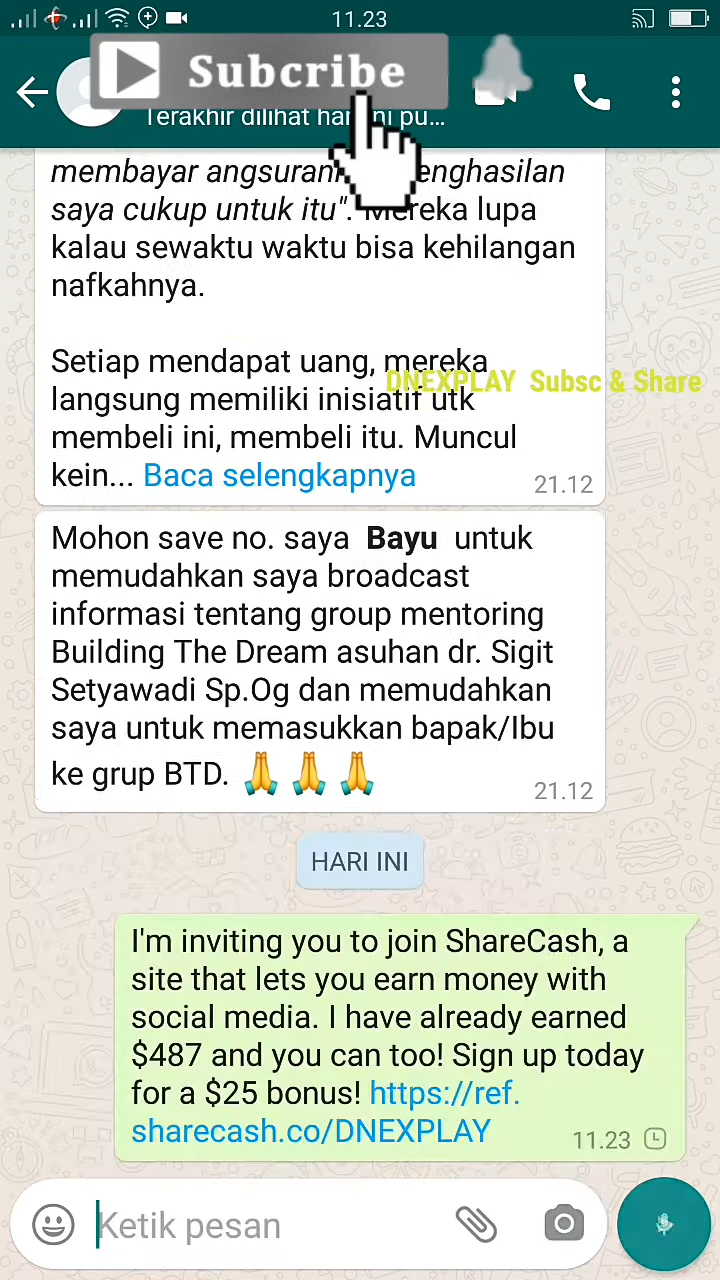 11.23
Subcribe
Terakhir dilihat hari ini pu...
membayar angsuran
enghasilan
saya cukup untuk itu". Mereka lupa
kalau sewaktu waktu bisa kehilangan
nafkahnya.
Setiap mendapat uang, mereka
DNEXPLAY Subsc & Share
langsung memiliki inisiatif utk
membeli ini, membeli itu. Muncul
kein... Baca selengkapnya
21.12
Mohon save no. saya Bayu untuk
memudahkan saya broadcast
informasi tentang group mentoring
Building The Dream asuhan dr. Sigit
Setyawadi Sp.Og dan memudahkan
saya untuk memasukkan bapak/Ibu
ke grup BTD. 🙏 🙏 🙏
21.12
HARI INI
I'm inviting you to join ShareCash, a
site that lets you earn money with
social media. I have already earned
$487 and you can too! Sign up today
for a $25 bonus! https://ref.
sharecash.co/DNEXPLAY
11.23
Ketik pesan